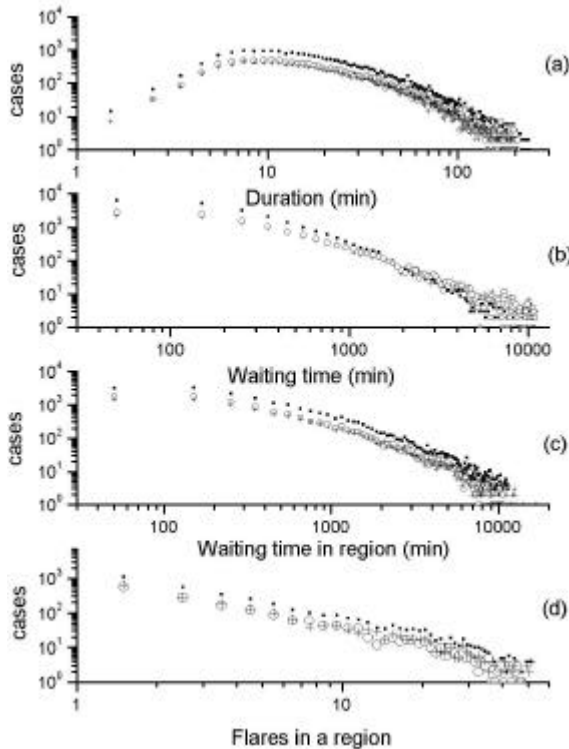 10⁴
10³
10²
10¹
10⁰
cases
(a)
1
10
100
Duration (min)
10⁴
10³
10²
10¹
10⁰
cases
(b)
100
1000
10000
Waiting time (min)
10⁴
10³
10²
10¹
10⁰
cases
(c)
100
1000
10000
Waiting time in region (min)
10³
10²
10¹
10⁰
cases
(d)
1
10
Flares in a region